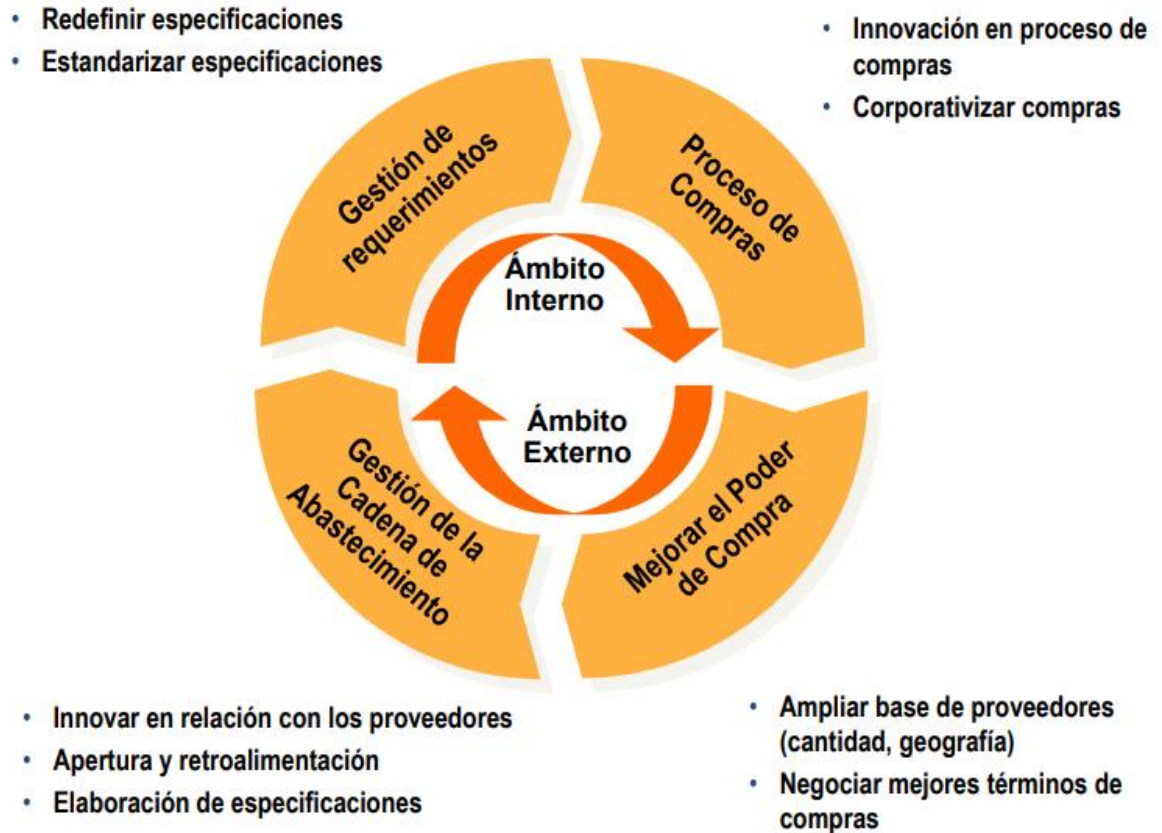 • Redefinir especificaciones
• Estandarizar especificaciones
• Innovación en proceso de
compras
• Corporativizar compras
Gestión de
requerimientos
Proceso de
Compras
Ámbito
Interno
Ámbito
Externo
Gestión de la
Cadena de
Abastecimiento
Mejorar el Poder
de Compra
• Innovar en relación con los proveedores
• Apertura y retroalimentación
• Elaboración de especificaciones
• Ampliar base de proveedores
(cantidad, geografía)
• Negociar mejores términos de
compras